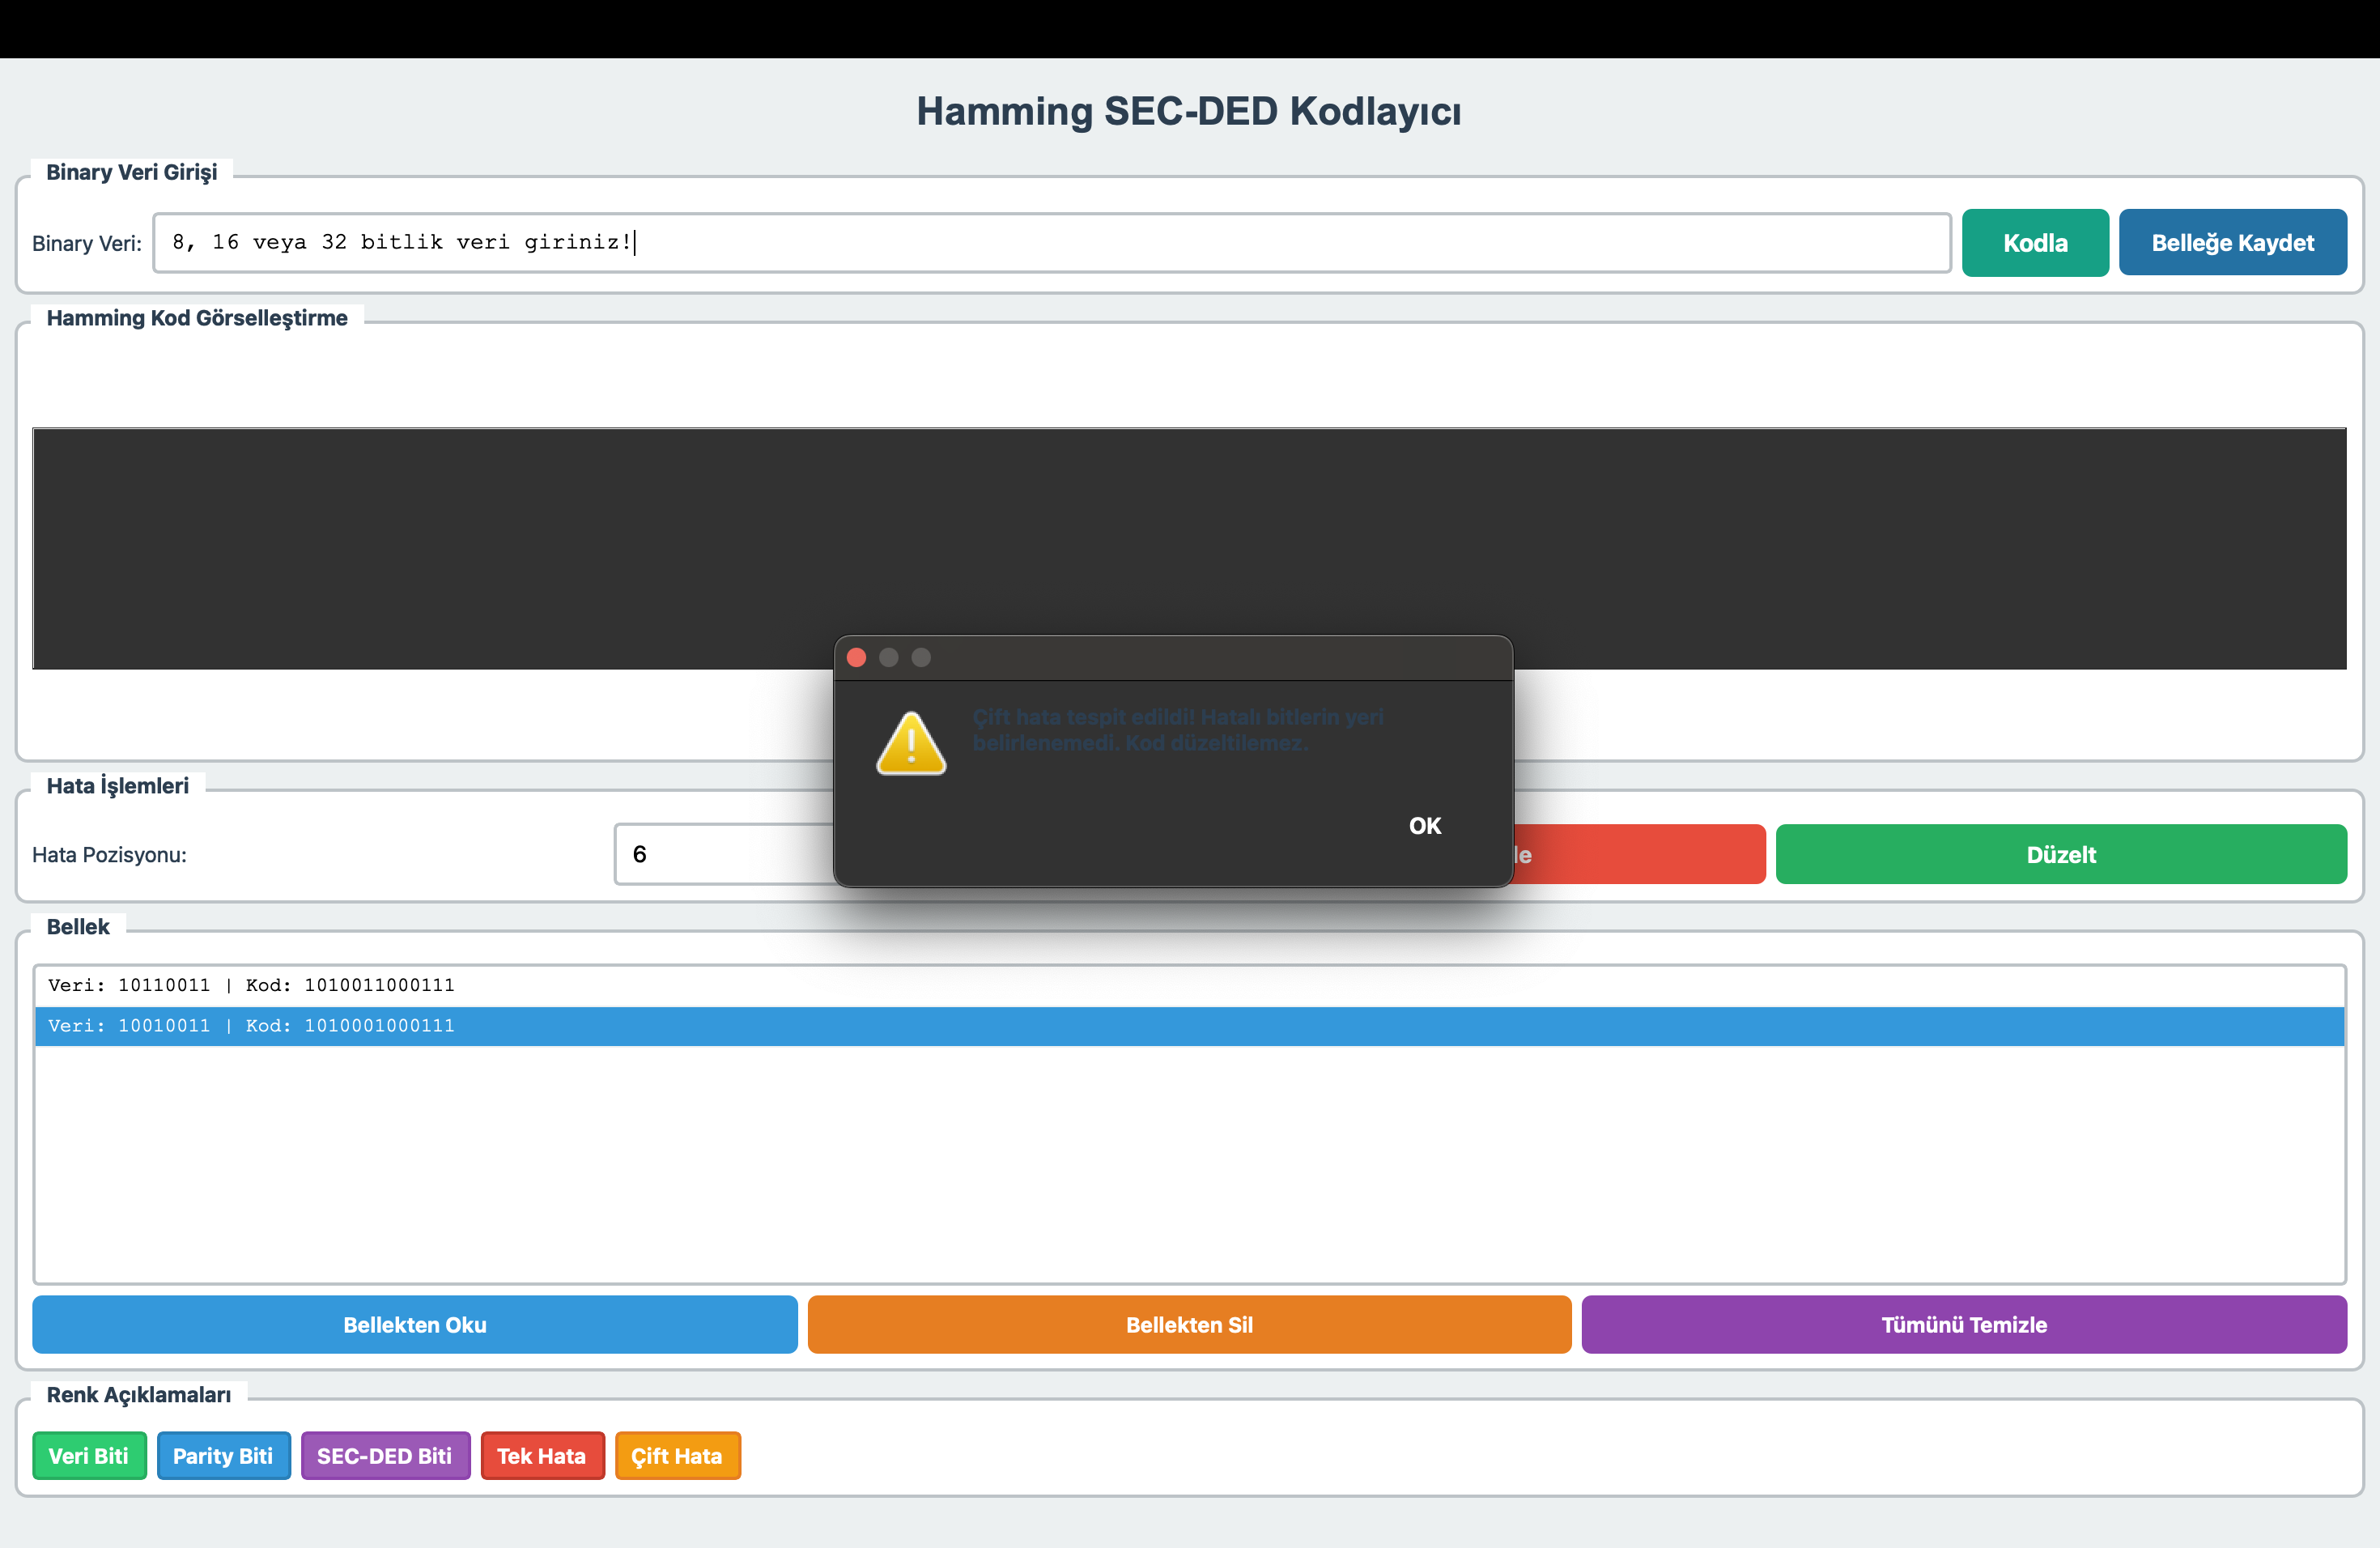 Hamming SEC-DED Kodlayıcı
Binary Veri Girişi
Binary Veri: 8, 16 veya 32 bitlik veri giriniz! Kodla Belleğe Kaydet
Hamming Kod Görselleştirme
Çift hata tespit edildi! Hatalı bitlerin yeri
belirlenemedi. Kod düzeltilemez.
OK
Hata İşlemleri
Hata Pozisyonu: 6 le Düzelt
Bellek
Veri: 10110011 | Kod: 1010011000111
Veri: 10010011 | Kod: 1010001000111
Bellekten Oku Bellekten Sil Tümünü Temizle
Renk Açıklamaları
Veri Biti Parity Biti SEC-DED Biti Tek Hata Çift Hata